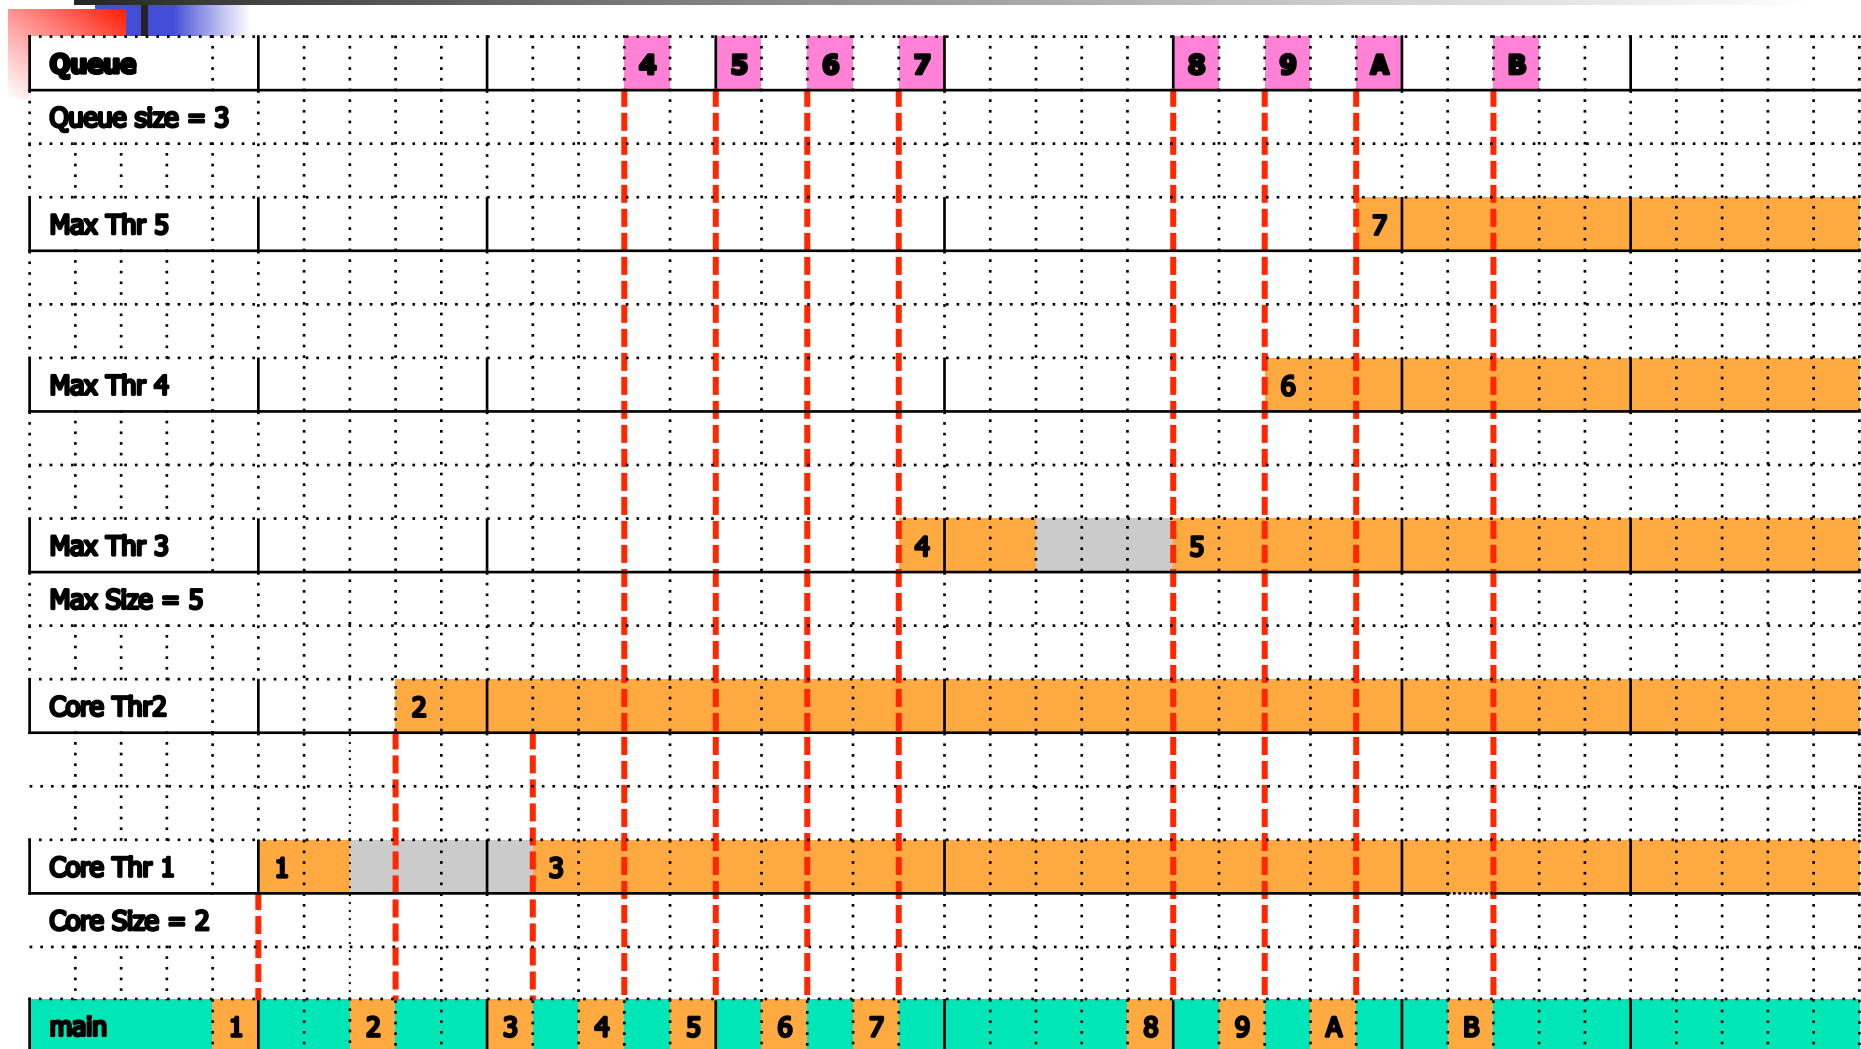 Queue 4 5 6 7 8 9 A B
Queue size = 3
Max Thr 5 7
Max Thr 4 6
Max Thr 3 4 5
Max Size = 5
Core Thr2 2
Core Thr 1 1 3
Core Size = 2
main 1 2 3 4 5 6 7 8 9 A B